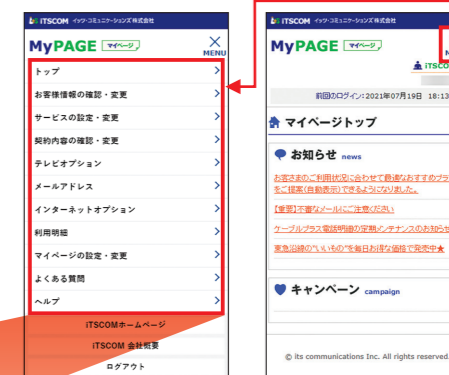 iTSCOM イッツ・コミュニケーションズ株式会社
MyPAGE マイページ
MENU
トップ
お客様情報の確認・変更
サービスの設定・変更
契約内容の確認・変更
テレビオプション
メールアドレス
インターネットオプション
利用明細
マイページの設定・変更
よくある質問
ヘルプ
iTSCOMホームページ
iTSCOM 会社概要
ログアウト
iTSCOM イッツ・コミュニケーションズ株式会社
MyPAGE マイページ
iTSCO
前回のログイン:2021年07月19日 18:13
マイページトップ
お知らせ news
お客さまのご利用状況に合わせて最適なおすすめプラ
をご提案(自動表示)できるようになりました。
【重要】不審なメールにご注意ください
ケーブルプラス電話明細の定期メンテナンスのお知らせ
東急沿線の"いいもの"を毎日お得な価格で発売中★
キャンペーン campaign
© its communications Inc. All rights reserved.